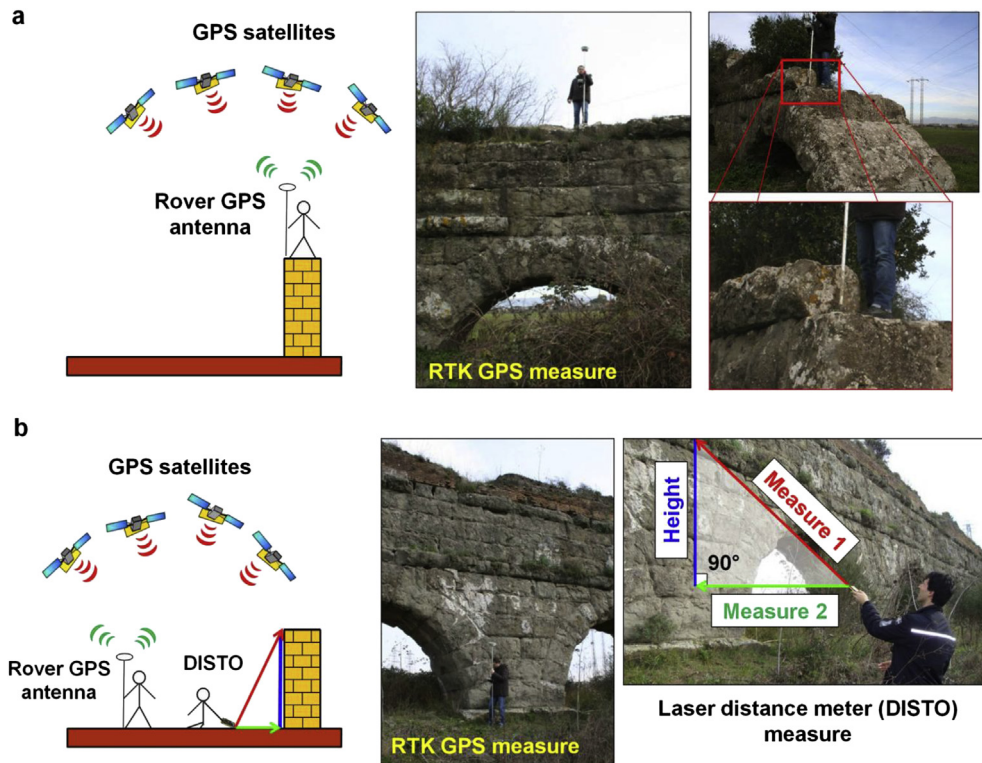 a
GPS satellites
Rover GPS
antenna
RTK GPS measure
b
GPS satellites
Rover GPS
antenna
DISTO
RTK GPS measure
Height
90°
Measure 1
Measure 2
Laser distance meter (DISTO)
measure